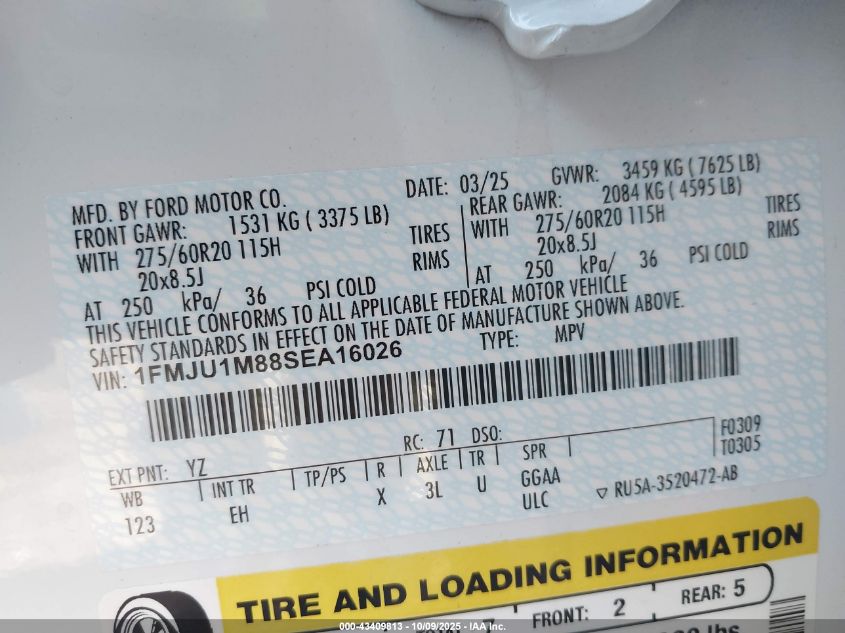 MFD. BY FORD MOTOR CO. DATE: 03/25 GVWR: 3459 KG ( 7625 LB)
FRONT GAWR: 1531 KG ( 3375 LB) REAR GAWR: 2084 KG ( 4595 LB)
WITH 275/60R20 115H TIRES WITH 275/60R20 115H TIRES
20x8.5J RIMS 20x8.5J RIMS
AT 250 kPa/ 36 PSI COLD AT 250 kPa/ 36 PSI COLD
THIS VEHICLE CONFORMS TO ALL APPLICABLE FEDERAL MOTOR VEHICLE
SAFETY STANDARDS IN EFFECT ON THE DATE OF MANUFACTURE SHOWN ABOVE.
VIN: 1FMJU1M88SEA16026 TYPE: MPV
F0309
T0305
EXT PNT: YZ RC: 71 DSO:
WB INT TR TP/PS R AXLE TR SPR
123 EH X 3L U GGAA
ULC RU5A-3520472-AB
TIRE AND LOADING INFORMATION
FRONT: 2 REAR: 5
lbs
000-43409813 - 10/09/2025 - IAA Inc.